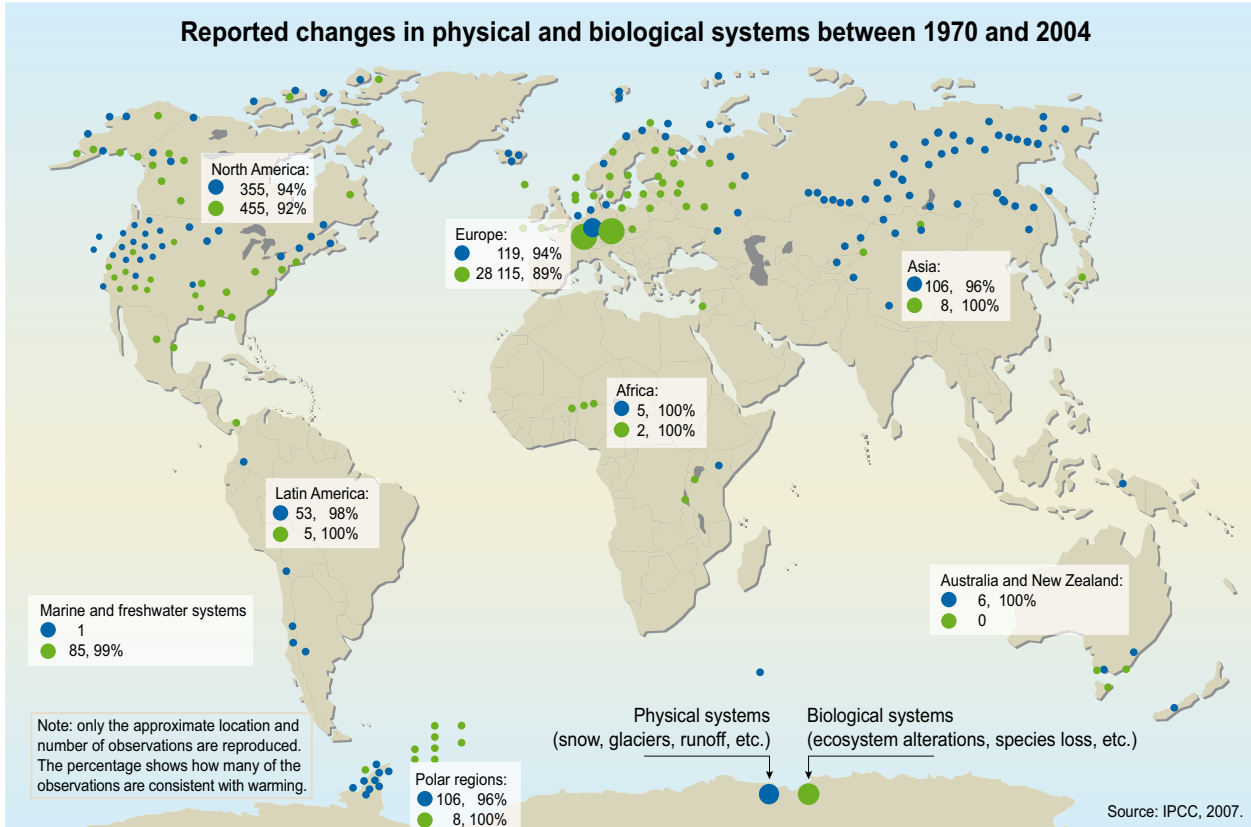 Reported changes in physical and biological systems between 1970 and 2004
North America:
355, 94%
455, 92%
Europe:
119, 94%
28 115, 89%
Asia:
106, 96%
8, 100%
Africa:
5, 100%
2, 100%
Latin America:
53, 98%
5, 100%
Australia and New Zealand:
6, 100%
0
Marine and freshwater systems
1
85, 99%
Note: only the approximate location and
number of observations are reproduced.
The percentage shows how many of the
observations are consistent with warming.
Polar regions:
106, 96%
8, 100%
Physical systems
(snow, glaciers, runoff, etc.)
Biological systems
(ecosystem alterations, species loss, etc.)
Source: IPCC, 2007.